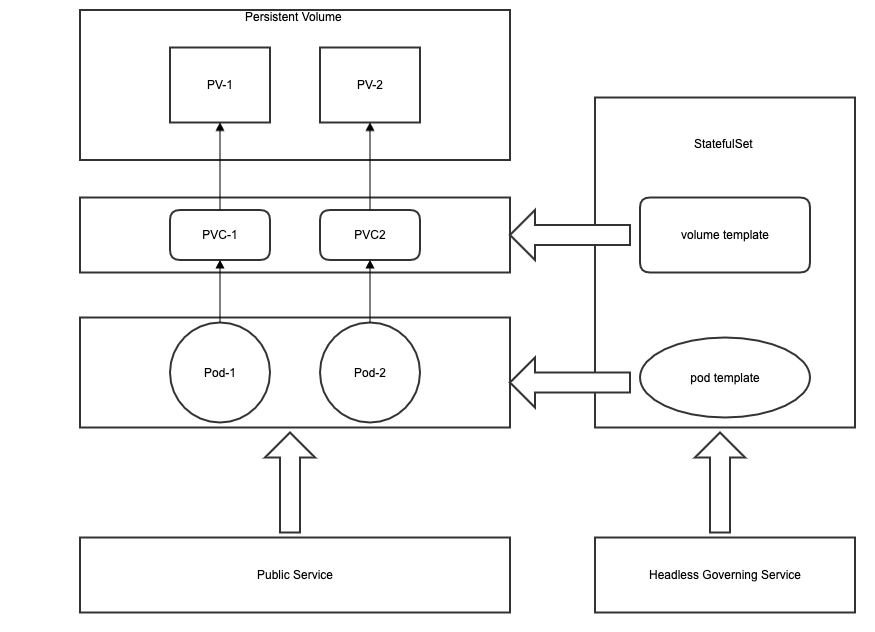 Persistent Volume
PV-1
PV-2
StatefulSet
PVC-1
PVC2
volume template
Pod-1
Pod-2
pod template
Public Service
Headless Governing Service